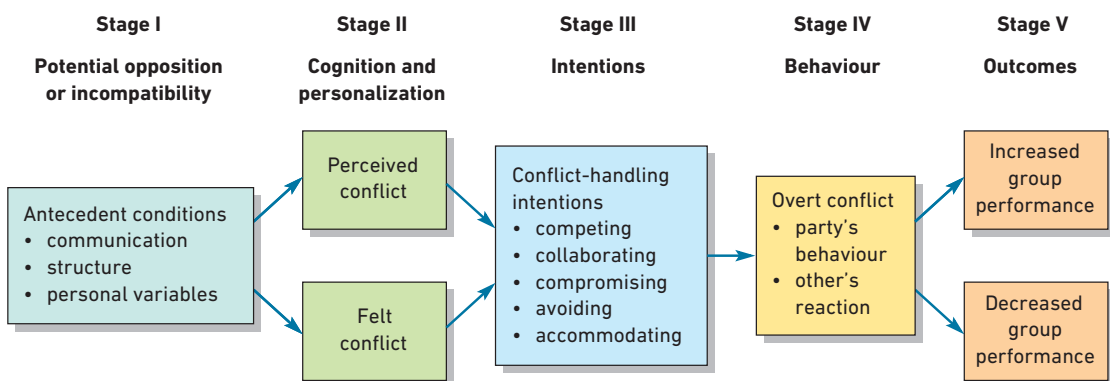 Stage I
Stage II
Stage III
Stage IV
Stage V
Potential opposition
or incompatibility
Cognition and
personalization
Intentions
Behaviour
Outcomes
Antecedent conditions
• communication
• structure
• personal variables
Perceived
conflict
Felt
conflict
Conflict-handling
intentions
• competing
• collaborating
• compromising
• avoiding
• accommodating
Overt conflict
• party's
behaviour
• other's
reaction
Increased
group
performance
Decreased
group
performance